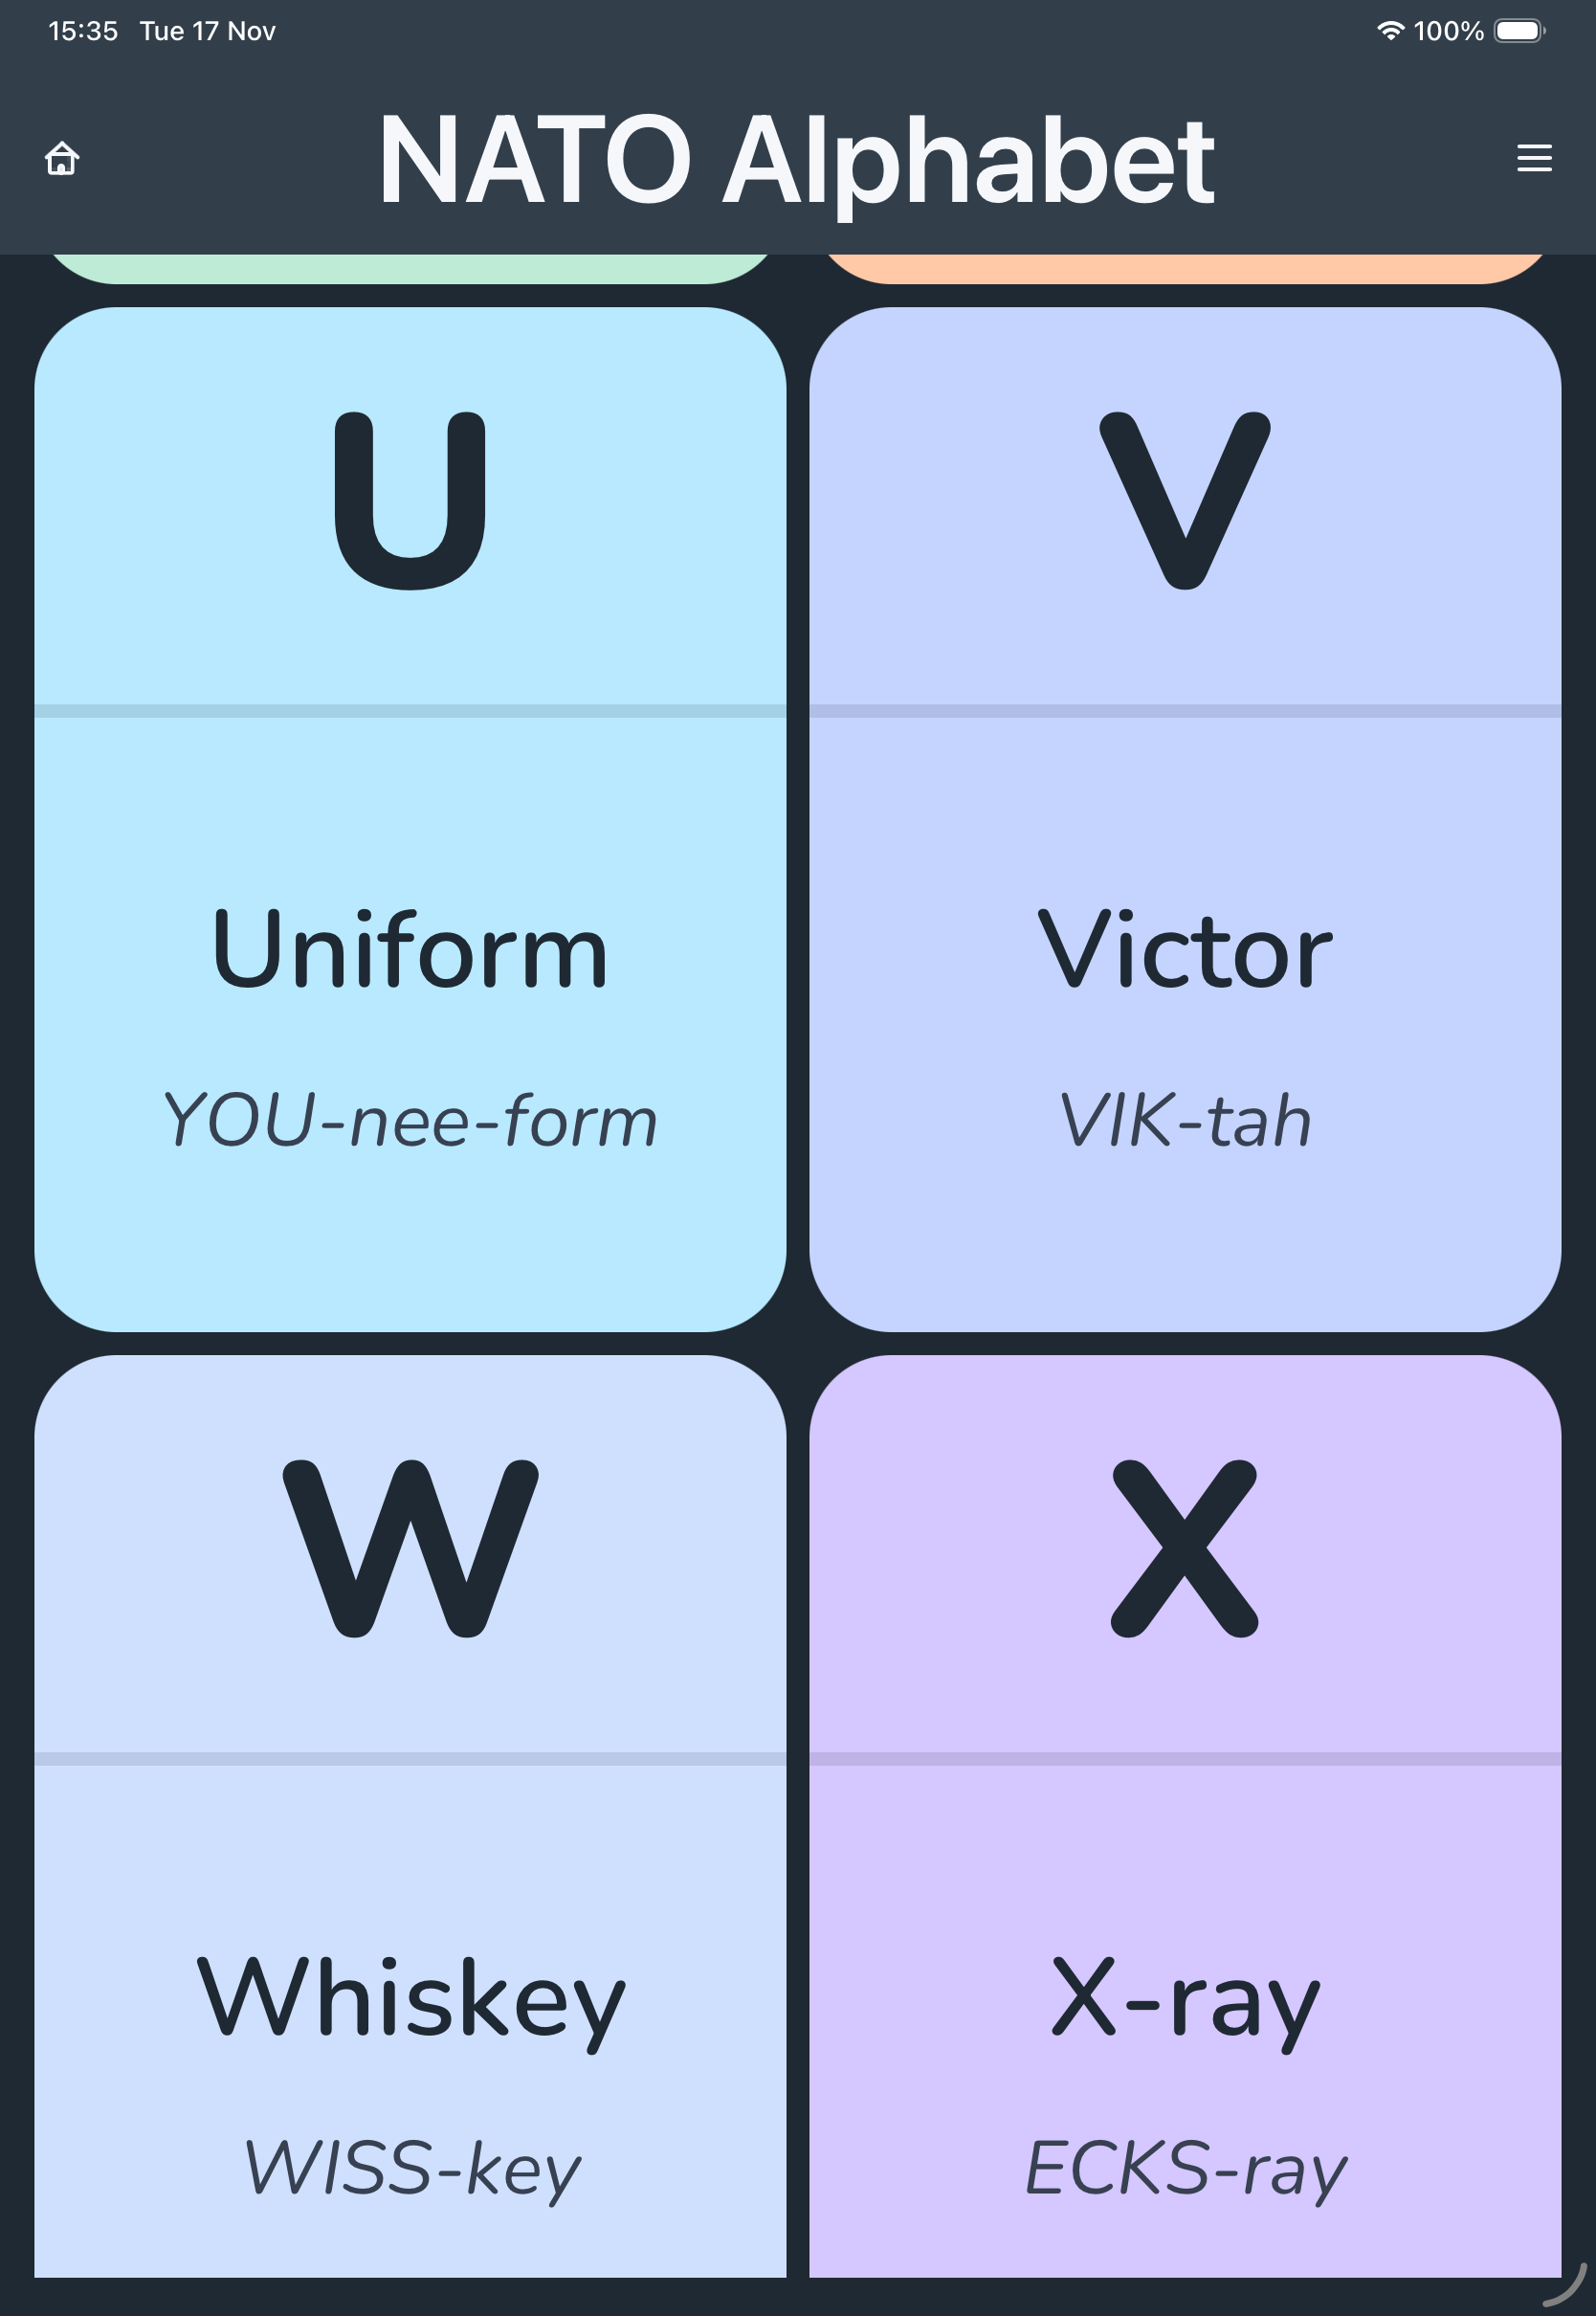 15:35 Tue 17 Nov 100%
NATO Alphabet
U
V
Uniform
Victor
YOU-nee-form
VIK-tah
W
X
Whiskey
X-ray
WISS-key
ECKS-ray